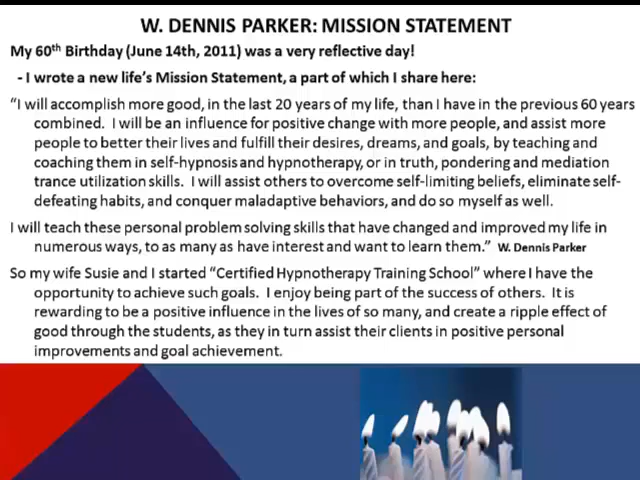 W. DENNIS PARKER: MISSION STATEMENT
My 60th Birthday (June 14th, 2011) was a very reflective day!
- I wrote a new life's Mission Statement, a part of which I share here:
"I will accomplish more good, in the last 20 years of my life, than I have in the previous 60 years
combined. I will be an influence for positive change with more people, and assist more
people to better their lives and fulfill their desires, dreams, and goals, by teaching and
coaching them in self-hypnosis and hypnotherapy, or in truth, pondering and mediation
trance utilization skills. I will assist others to overcome self-limiting beliefs, eliminate self-
defeating habits, and conquer maladaptive behaviors, and do so myself as well.
I will teach these personal problem solving skills that have changed and improved my life in
numerous ways, to as many as have interest and want to learn them." W. Dennis Parker
So my wife Susie and I started "Certified Hypnotherapy Training School" where I have the
opportunity to achieve such goals. I enjoy being part of the success of others. It is
rewarding to be a positive influence in the lives of so many, and create a ripple effect of
good through the students, as they in turn assist their clients in positive personal
improvements and goal achievement.